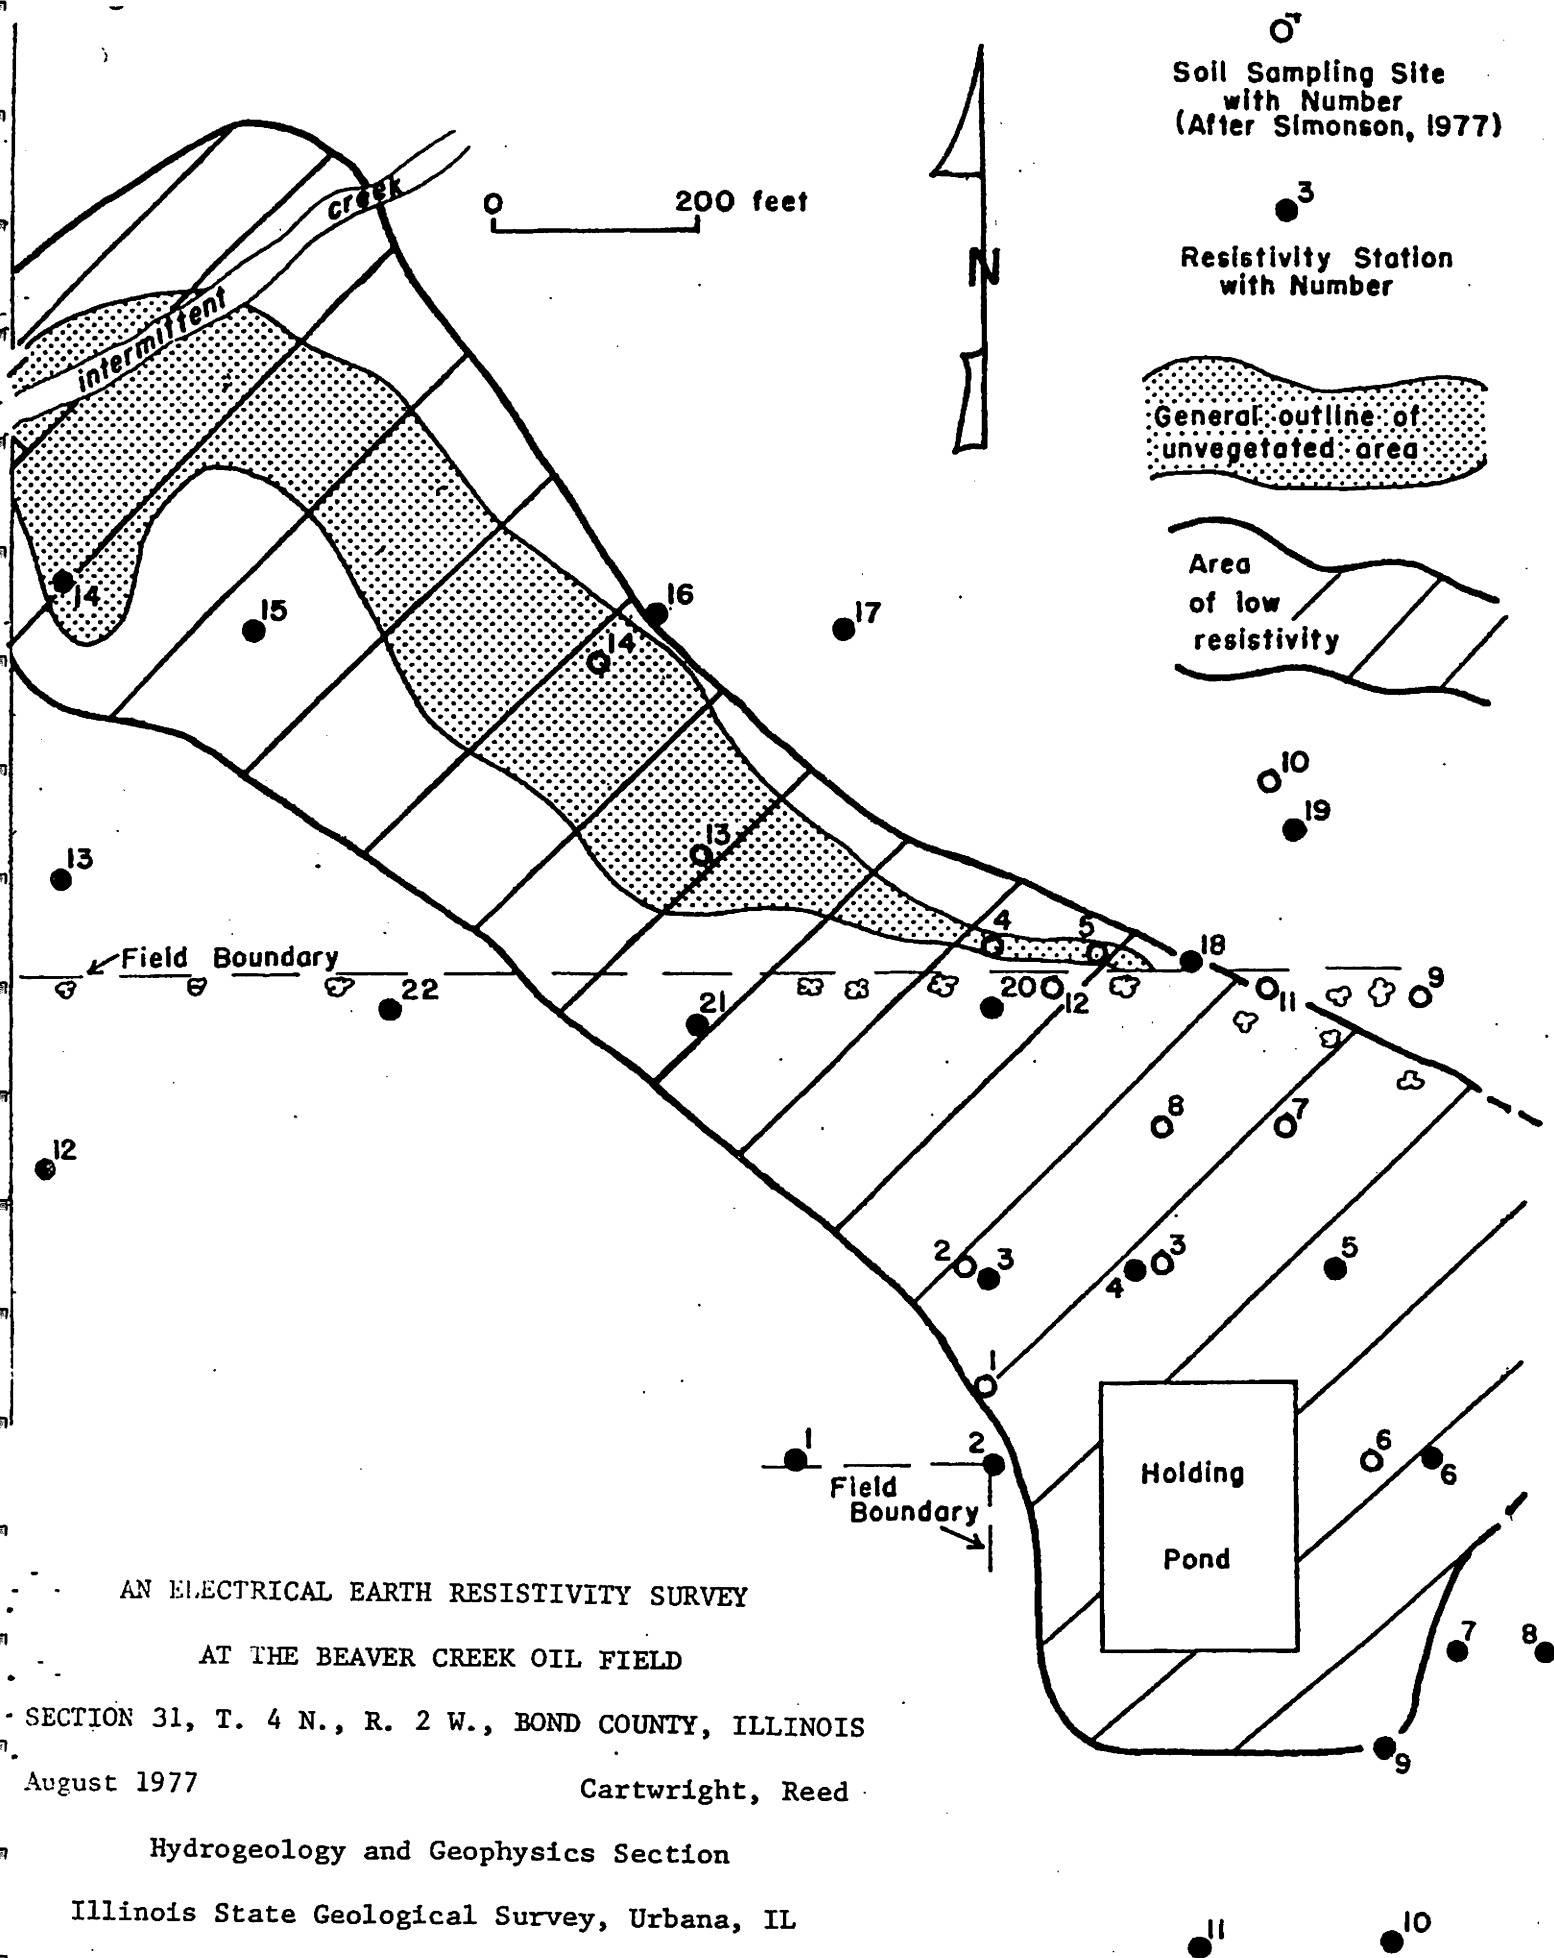 Soil Sampling Site
with Number
(After Simonson, 1977)
3
Resistivity Station
with Number
0 200 feet
N
creek
intermittent
General outline of
unvegetated area
Area
of low
resistivity
14
15
16
17
14
10
19
13
13
4
5
18
Field Boundary
22
21
20
12
11
9
8
7
12
2
3
4
3
5
1
1
2
Field
Boundary
Holding
Pond
6
6
7
8
9
10
11
AN ELECTRICAL EARTH RESISTIVITY SURVEY
AT THE BEAVER CREEK OIL FIELD
SECTION 31, T. 4 N., R. 2 W., BOND COUNTY, ILLINOIS
August 1977 Cartwright, Reed
Hydrogeology and Geophysics Section
Illinois State Geological Survey, Urbana, IL